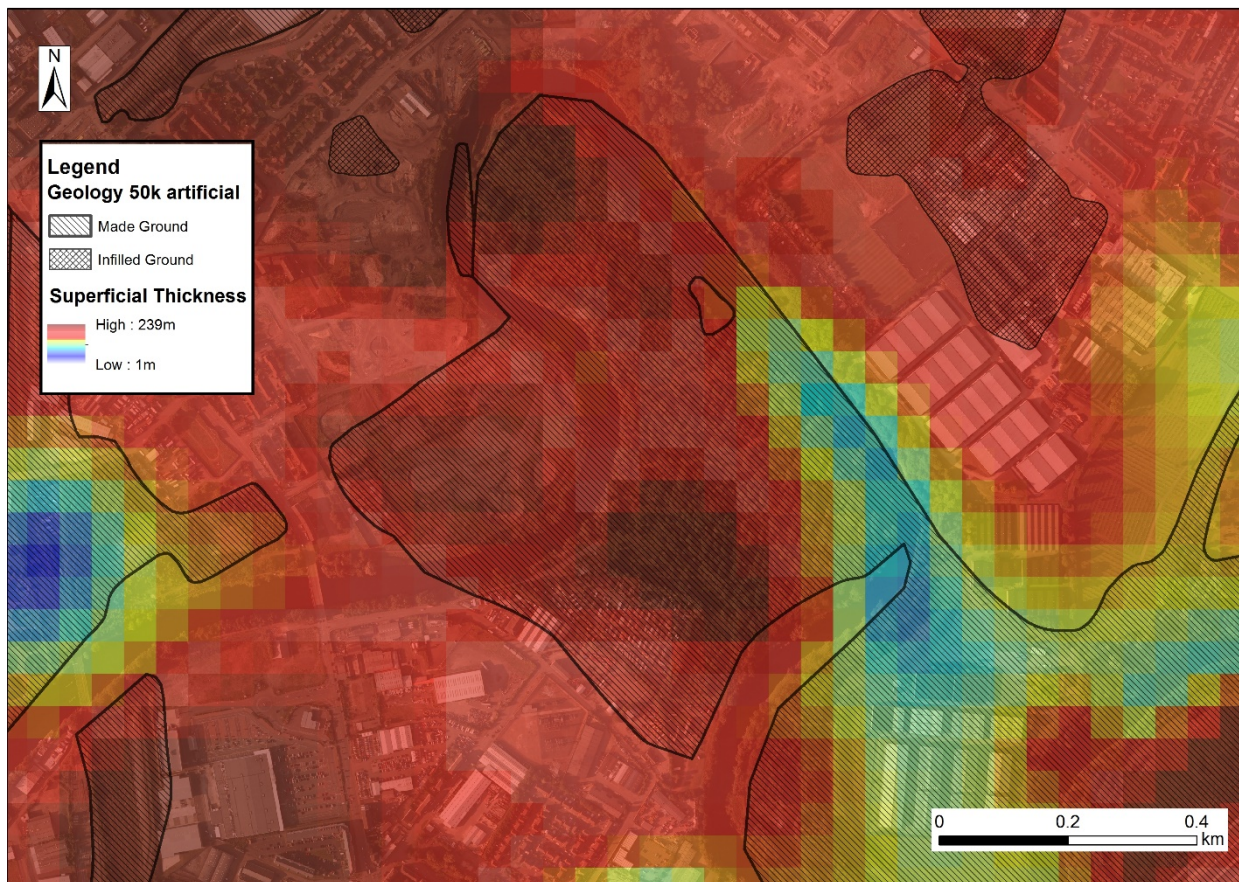 N
Legend
Geology 50k artificial
Made Ground
Infilled Ground
Superficial Thickness
High : 239m
Low : 1m
0 0.2 0.4
km